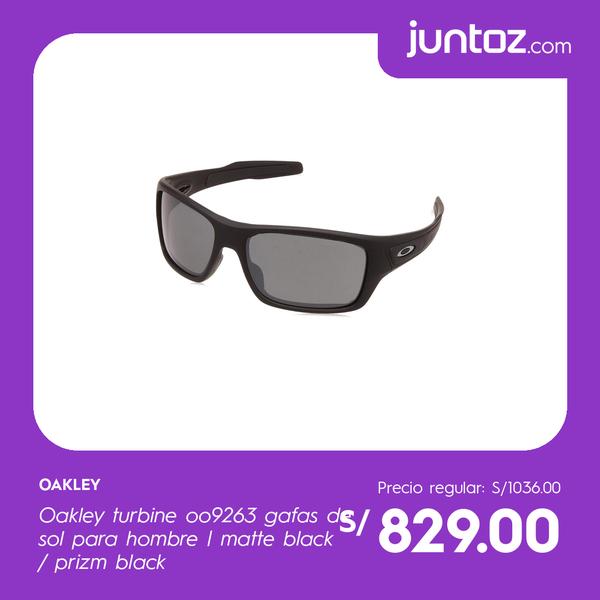 juntoz.com
OAKLEY
Precio regular: S/1036.00
Oakley turbine oo9263 gafas de
sol para hombre | matte black
/ prizm black
S/ 829.00